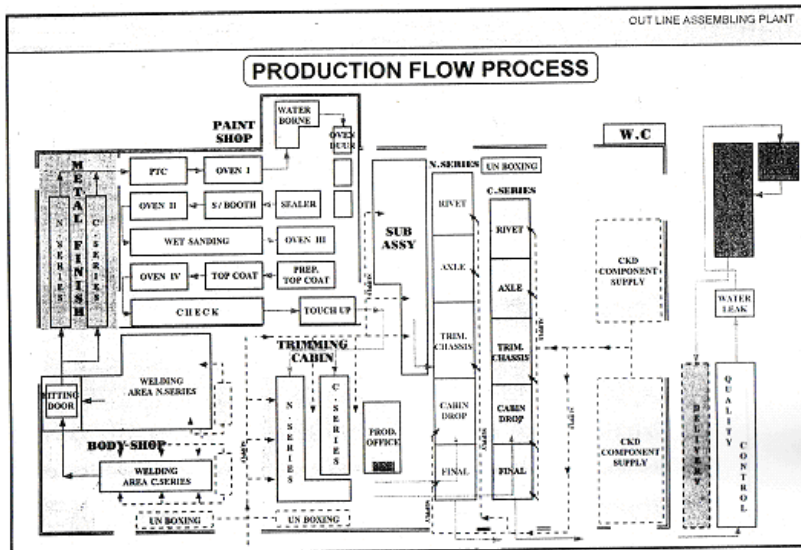 OUT LINE ASSEMBLING PLANT
PRODUCTION FLOW PROCESS
PAINT
SHOP
WATER
BORNE
OVEN
W.C
METAL FINISH
N.SERIES
C.SERIES
PTC
OVEN I
OVEN II
S/BOOTH
SEALER
WET SANDING
OVEN III
OVEN IV
TOP COAT
PREP.
TOP COAT
CHECK
TOUCH UP
SUB
ASSY
N.SERIES
UN BOXING
C.SERIES
RIVET
AXLE
TRIM.
CHASSIS
CABIN
DROP
FINAL
RIVET
AXLE
TRIM.
CHASSIS
CABIN
DROP
FINAL
CKD
COMPONENT
SUPPLY
CKD
COMPONENT
SUPPLY
WATER
LEAK
DELIVERY
QUALITY
CONTROL
TRIMMING
CABIN
N-SERIES
C-SERIES
PROD.
OFFICE
WELDING
AREA N.SERIES
DOOR
BODY SHOP
WELDING
AREA C.SERIES
UN BOXING
UN BOXING
SUPPLY
SUPPLY
SUPPLY
SUPPLY